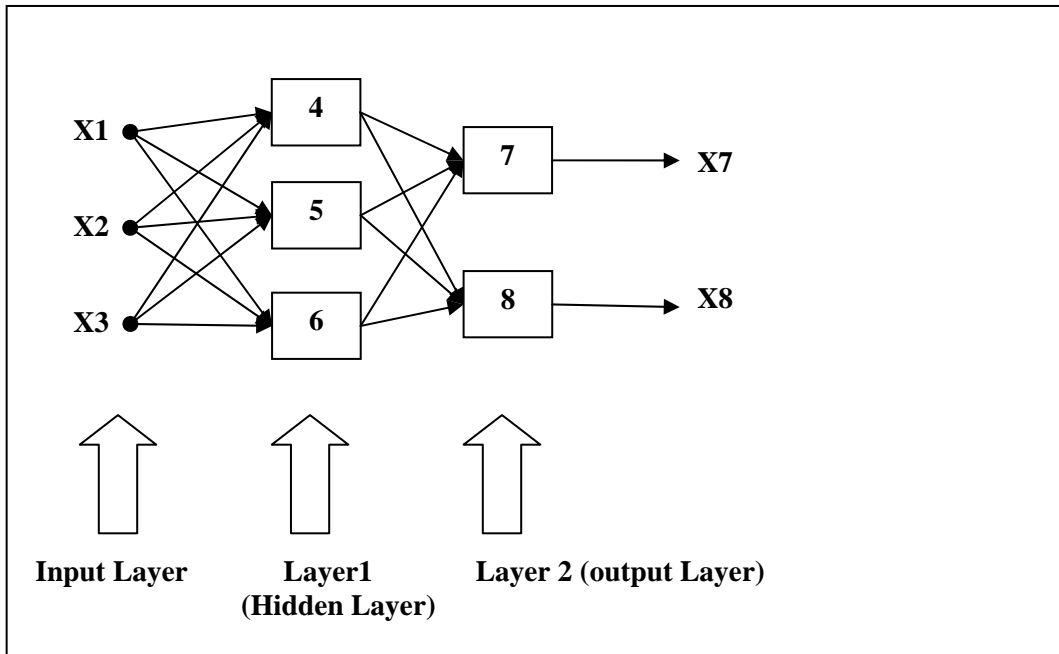 4
X1
7
X7
5
X2
8
X8
6
X3
Input Layer
Layer1
(Hidden Layer)
Layer 2 (output Layer)